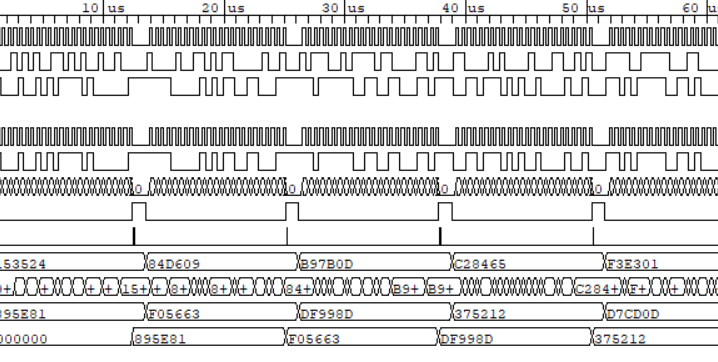 10 us 20 us 30 us 40 us 50 us 60 us
0 0 0 0
153524 84D609 B97B0D C28465 F3E301
+ + + 15+ + 8+ 8+ + 84+ B9+ B9+ C284+ F+ +
895E81 F05663 DF998D 375212 D7CD0D
000000 895E81 F05663 DF998D 375212